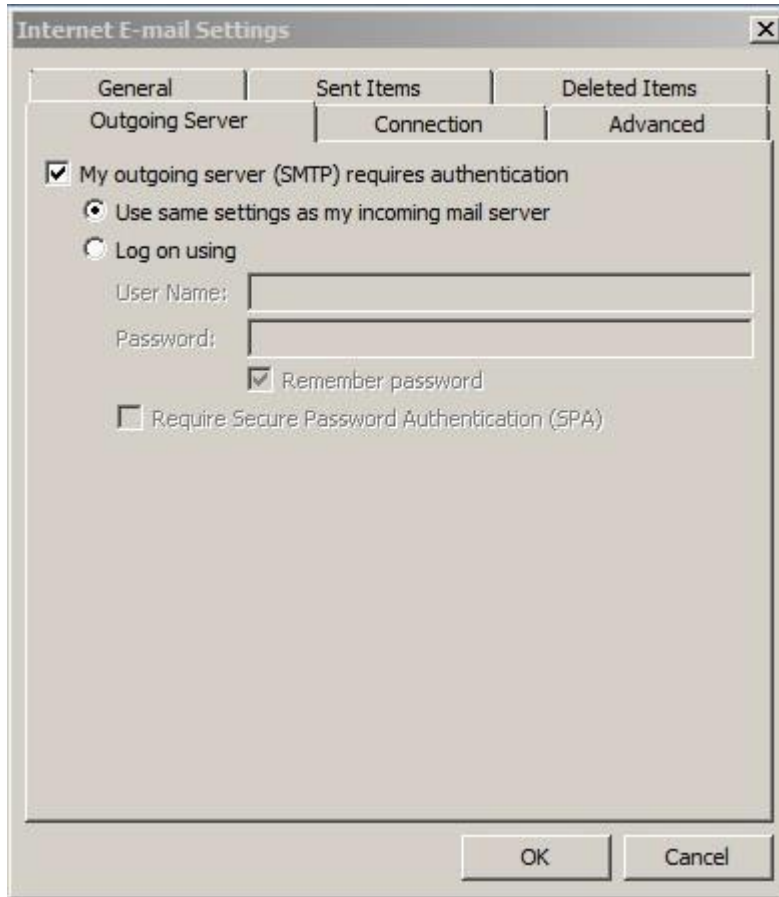 Internet E-mail Settings
General Sent Items Deleted Items
Outgoing Server Connection Advanced
My outgoing server (SMTP) requires authentication
Use same settings as my incoming mail server
Log on using
User Name:
Password:
Remember password
Require Secure Password Authentication (SPA)
OK Cancel